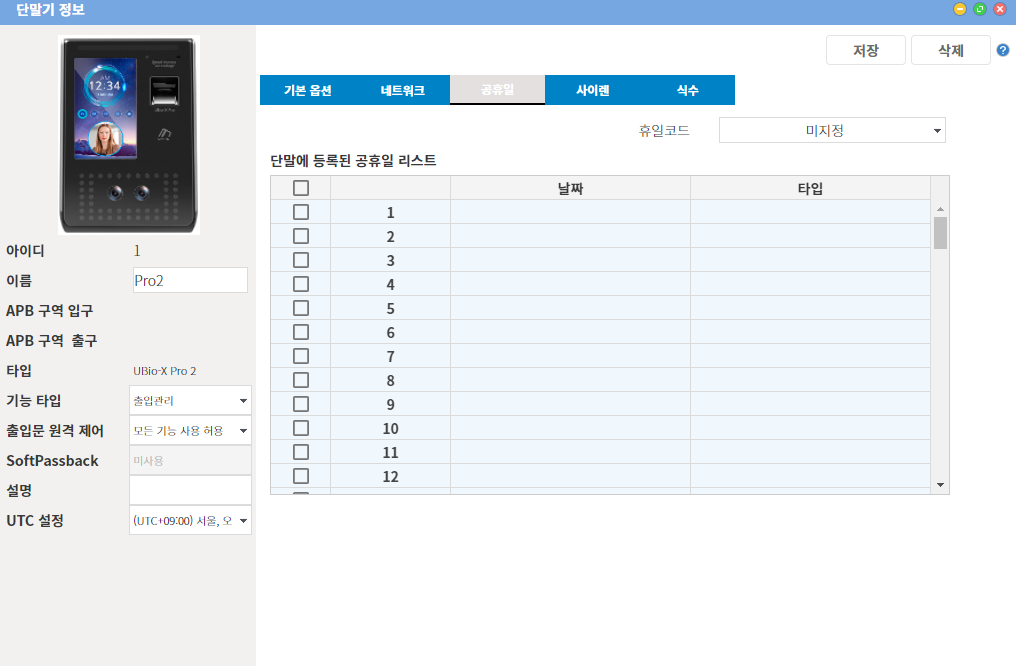 단말기 정보
저장
삭제
?
기본 옵션
네트워크
공휴일
사이렌
식수
휴일코드
미지정
단말에 등록된 공휴일 리스트
날짜
타입
1
2
3
4
5
6
7
8
9
10
11
12
12:34
아이디
1
이름
Pro2
APB 구역 입구
APB 구역 출구
타입
UBio-X Pro 2
기능 타입
출입관리
출입문 원격 제어
모든 기능 사용 허용
SoftPassback
미사용
설명
UTC 설정
(UTC+09:00) 서울, 오